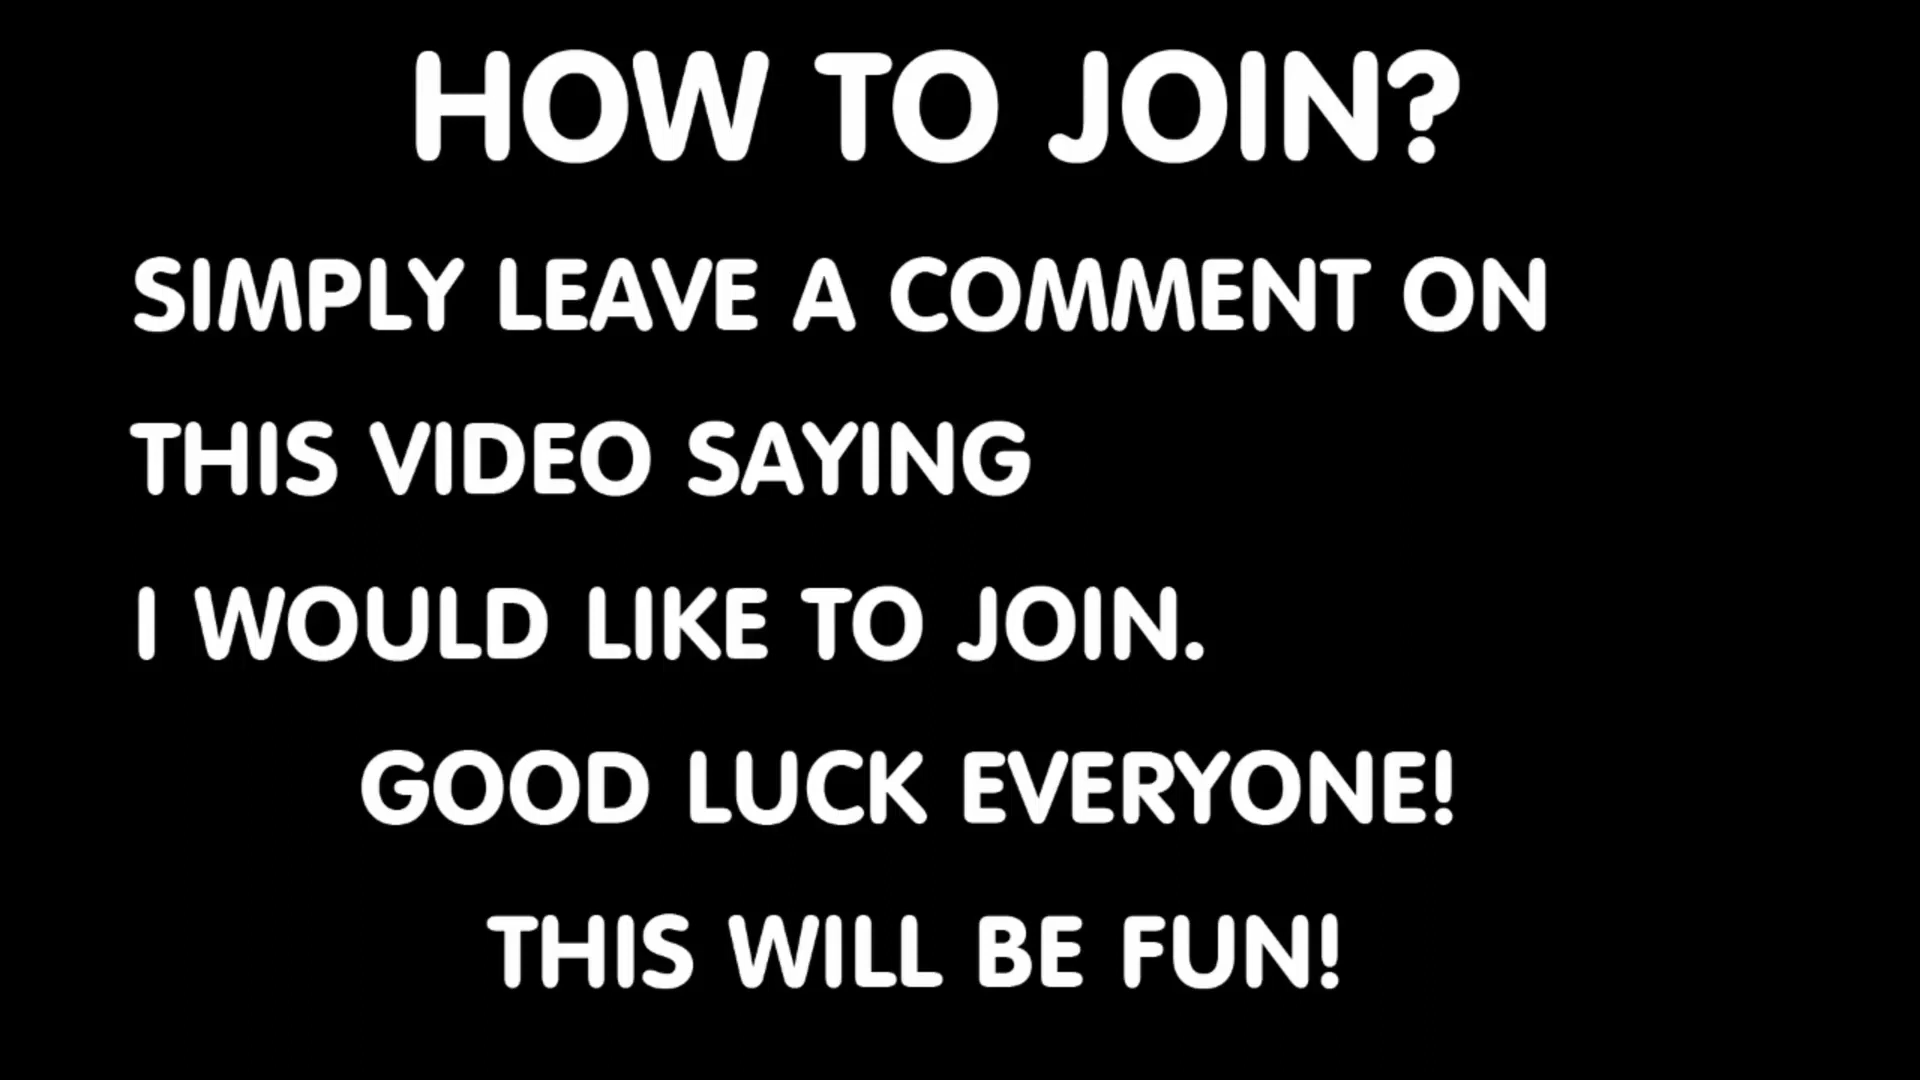 HOW TO JOIN?
SIMPLY LEAVE A COMMENT ON
THIS VIDEO SAYING
I WOULD LIKE TO JOIN.
GOOD LUCK EVERYONE!
THIS WILL BE FUN!